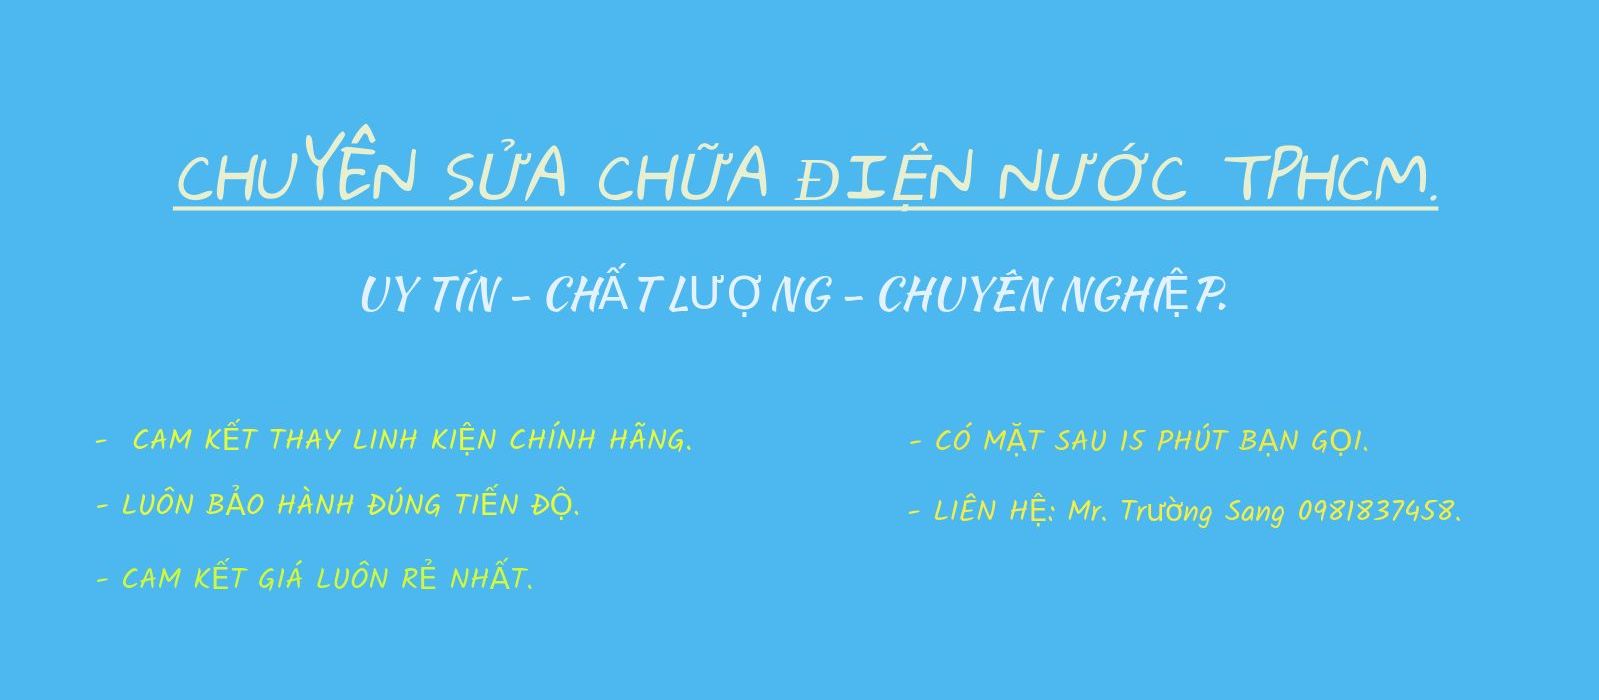 CHUYÊN SỬA CHỮA ĐIỆN NƯỚC TPHCM.
UY TÍN - CHẤT LƯỢNG - CHUYÊN NGHIỆP.
- CAM KẾT THAY LINH KIỆN CHÍNH HÃNG.
- LUÔN BẢO HÀNH ĐÚNG TIẾN ĐỘ.
- CAM KẾT GIÁ LUÔN RẺ NHẤT.
- CÓ MẶT SAU 15 PHÚT BẠN GỌI.
- LIÊN HỆ: Mr. Trường Sang 0981837458.